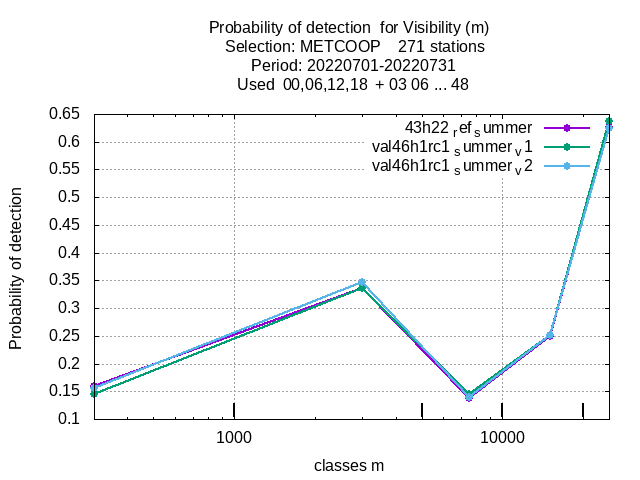 Probability of detection for Visibility (m)
Selection: METCOOP 271 stations
Period: 20220701-20220731
Used 00,06,12,18 + 03 06 ... 48
0.65
0.6
0.55
0.5
0.45
0.4
0.35
0.3
0.25
0.2
0.15
0.1
Probability of detection
43h22 ref summer
val46h1rc1 summer v1
val46h1rc1 summer v2
1000 10000
classes m